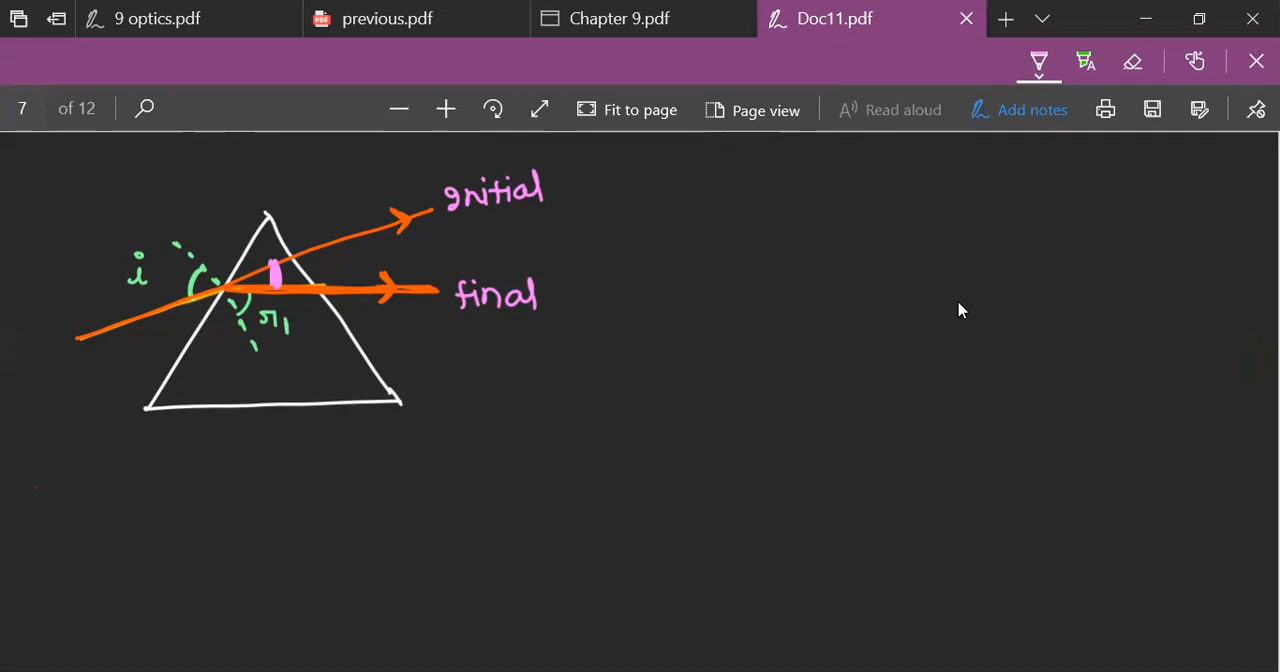 9 optics.pdf previous.pdf Chapter 9.pdf Doc11.pdf
7 of 12 Fit to page Page view Read aloud Add notes
Initial
i
final
r1